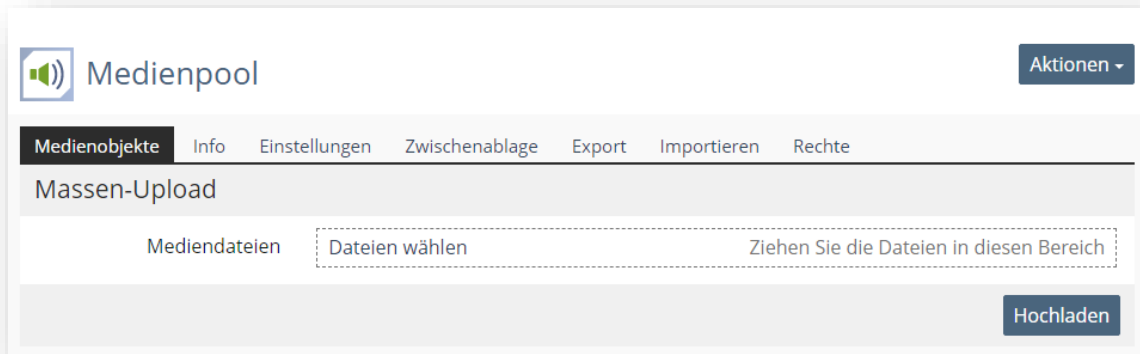 Medienpool
Aktionen
Medienobjekte Info Einstellungen Zwischenablage Export Importieren Rechte
Massen-Upload
Mediendateien Dateien wählen Ziehen Sie die Dateien in diesen Bereich
Hochladen